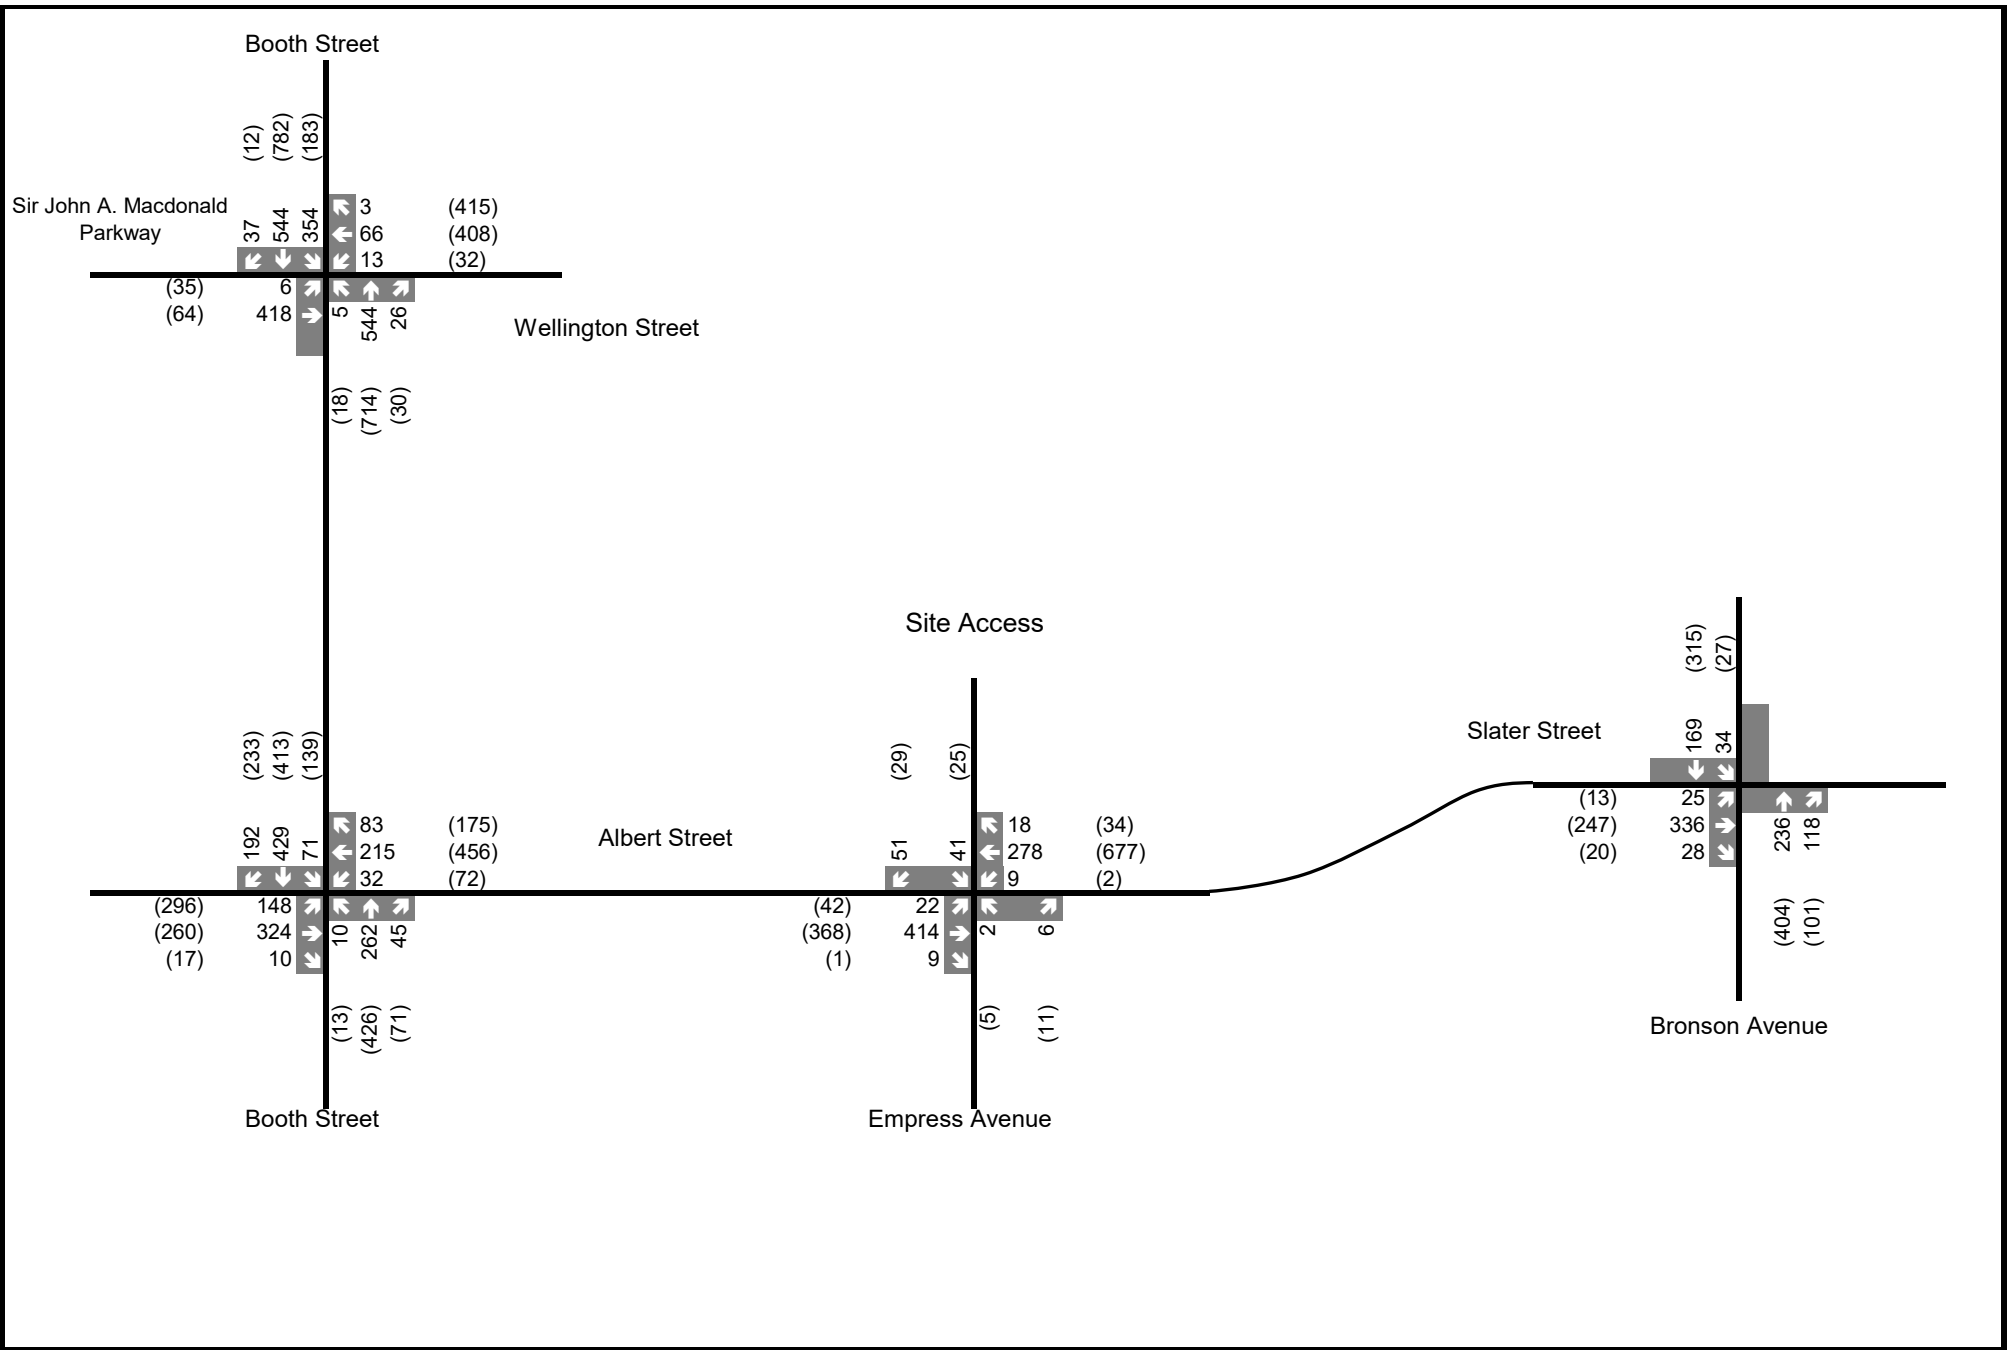 Booth Street
(12) (782) (183)
Sir John A. Macdonald
Parkway
37 544 354
3 (415)
66 (408)
13 (32)
(35) 6
(64) 418
5 544 26
Wellington Street
(18) (714) (30)
Site Access
(233) (413) (139)
192 429 71
83 (175)
215 (456)
32 (72)
Albert Street
(296) 148
(260) 324
(17) 10
10 262 45
(13) (426) (71)
Booth Street
(29) (25)
51 41
18 (34)
278 (677)
9 (2)
(42) 22
(368) 414
(1) 9
2 6
(5) (11)
Empress Avenue
(315) (27)
Slater Street
169 34
(13) 25
(247) 336
(20) 28
236 118
(404) (101)
Bronson Avenue